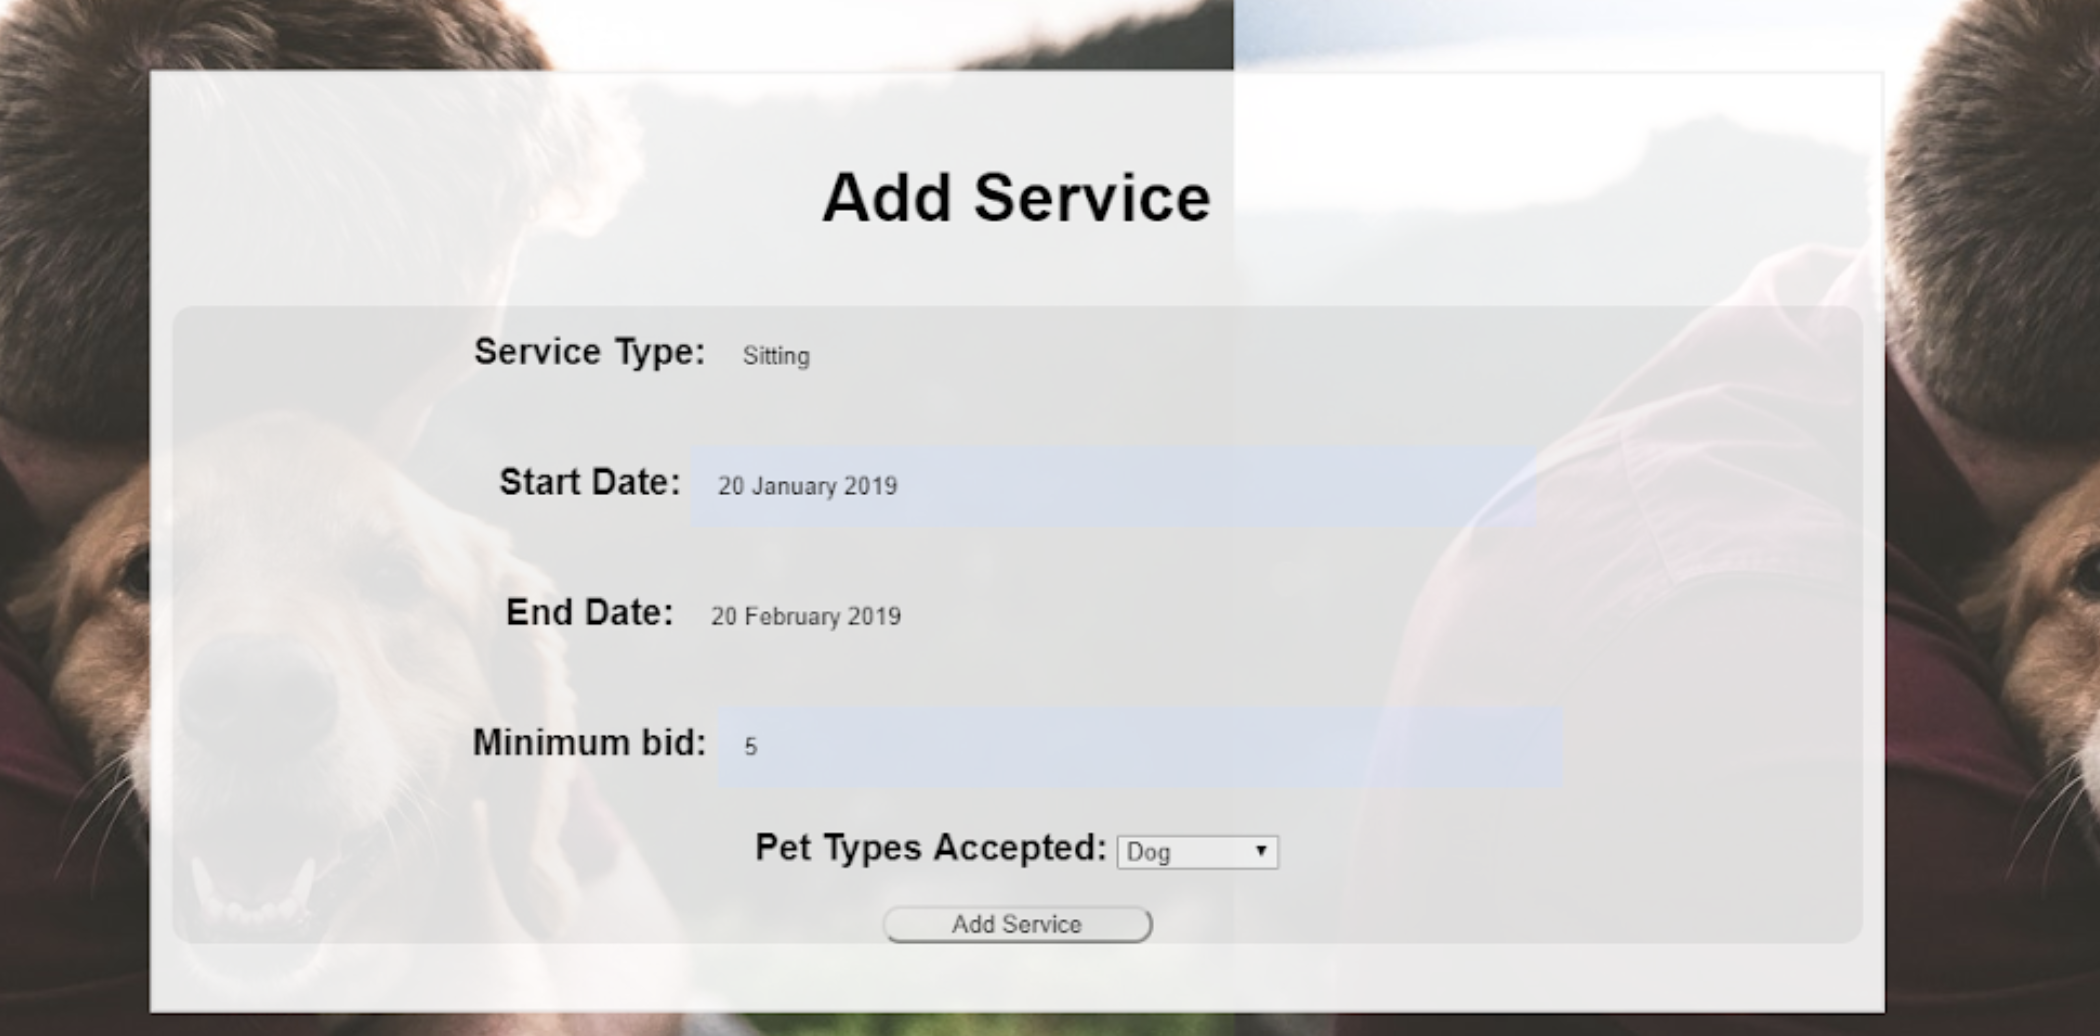 Add Service
Service Type: Sitting
Start Date: 20 January 2019
End Date: 20 February 2019
Minimum bid: 5
Pet Types Accepted: Dog
Add Service